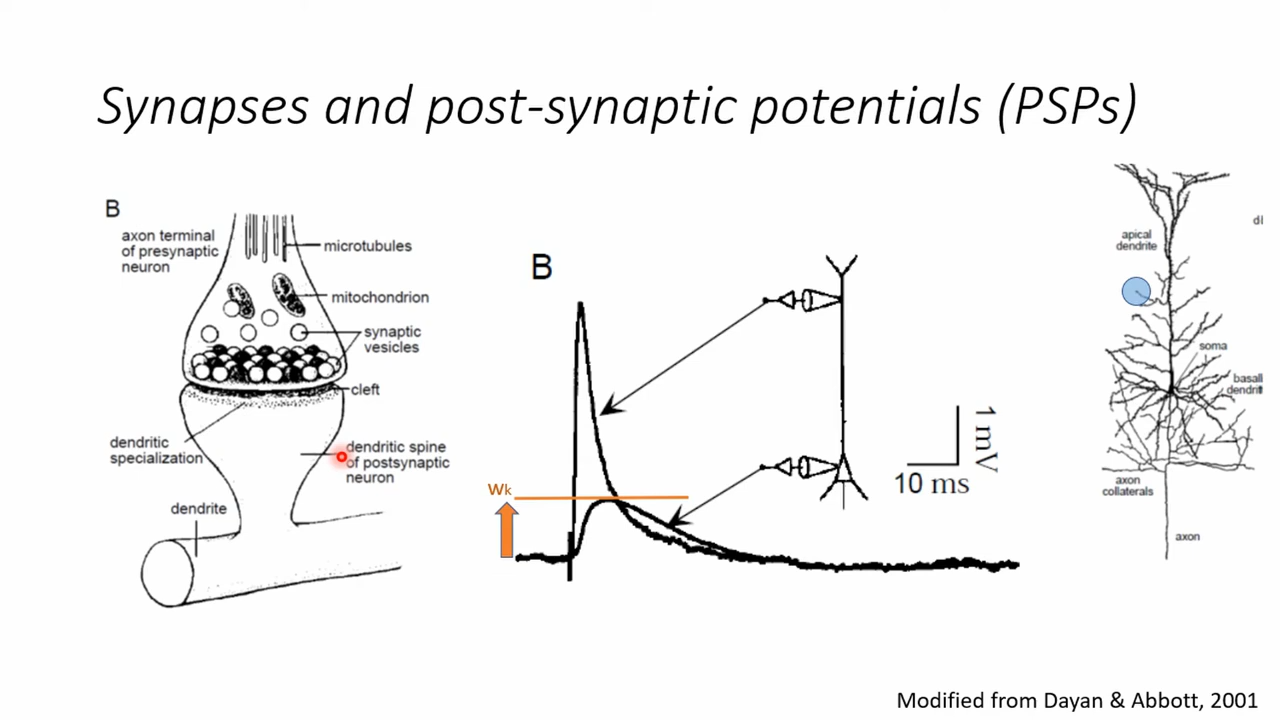 Synapses and post-synaptic potentials (PSPs)
B
axon terminal
of presynaptic
neuron
microtubules
mitochondrion
synaptic
vesicles
cleft
dendritic
specialization
dendritic spine
of postsynaptic
neuron
dendrite
B
wk
1 mV
10 ms
apical
dendrite
soma
axon
collaterals
axon
Modified from Dayan & Abbott, 2001